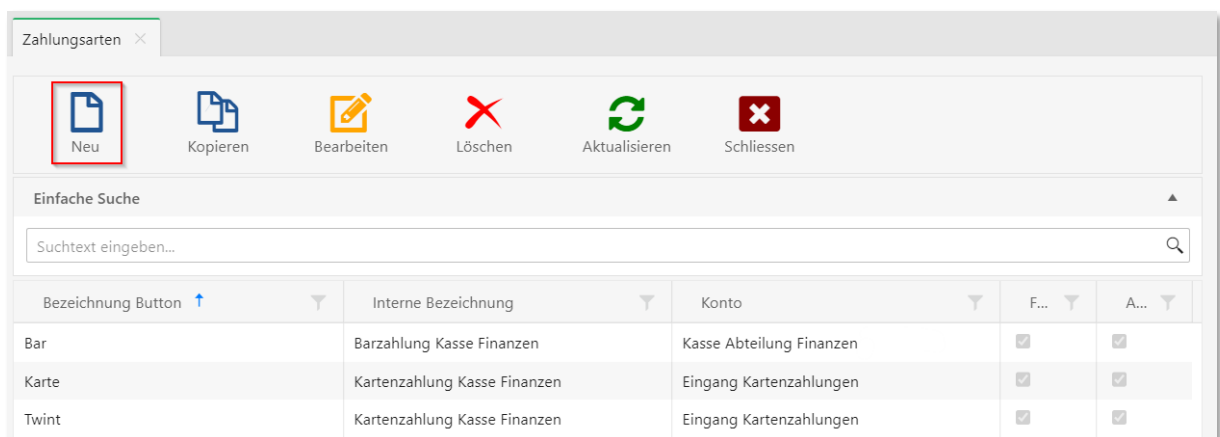 Zahlungsarten
Neu Kopieren Bearbeiten Löschen Aktualisieren Schliessen
Einfache Suche
Suchtext eingeben...
Bezeichnung Button Interne Bezeichnung Konto F... A...
Bar Barzahlung Kasse Finanzen Kasse Abteilung Finanzen
Karte Kartenzahlung Kasse Finanzen Eingang Kartenzahlungen
Twint Kartenzahlung Kasse Finanzen Eingang Kartenzahlungen